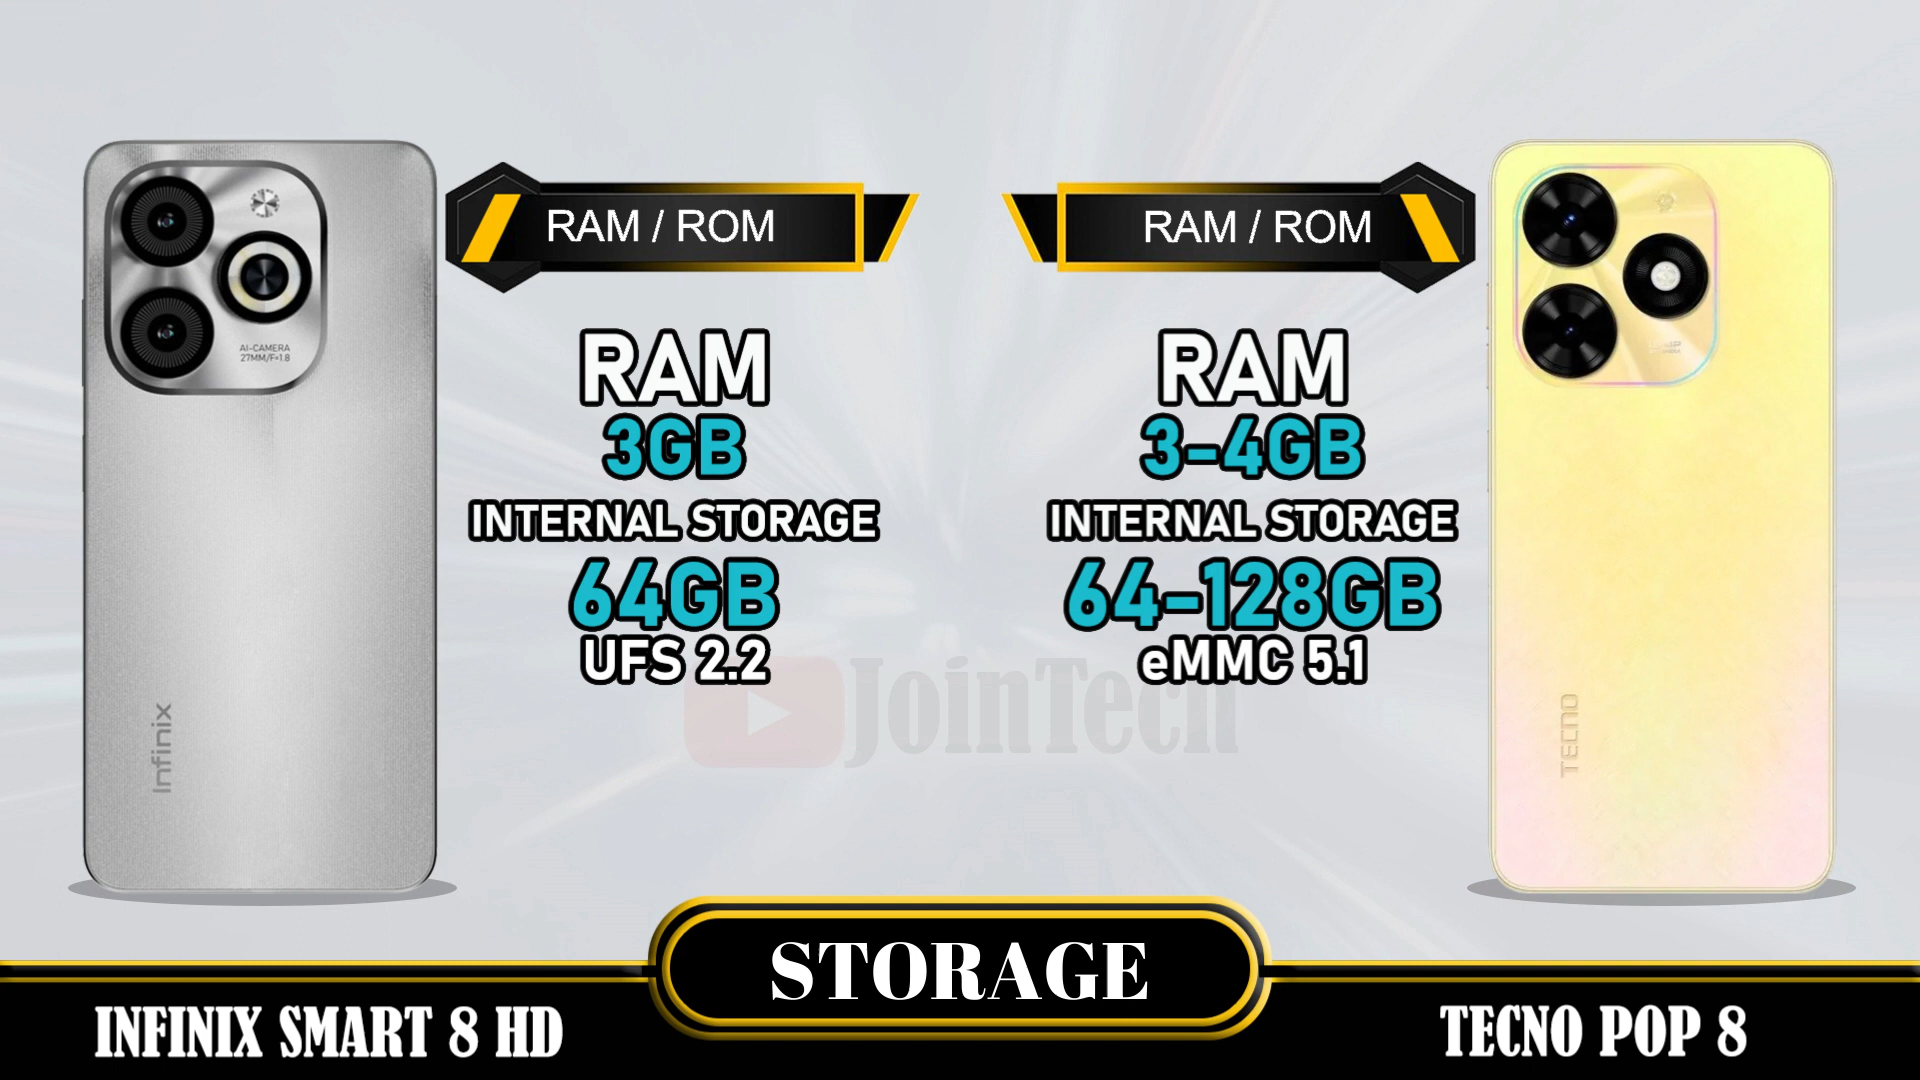 RAM / ROM
RAM
3GB
INTERNAL STORAGE
64GB
UFS 2.2
RAM / ROM
RAM
3-4GB
INTERNAL STORAGE
64-128GB
eMMC 5.1
AI-CAMERA
27MM/F=1.8
Infinix
TECNO
JoinTech
STORAGE
INFINIX SMART 8 HD
TECNO POP 8